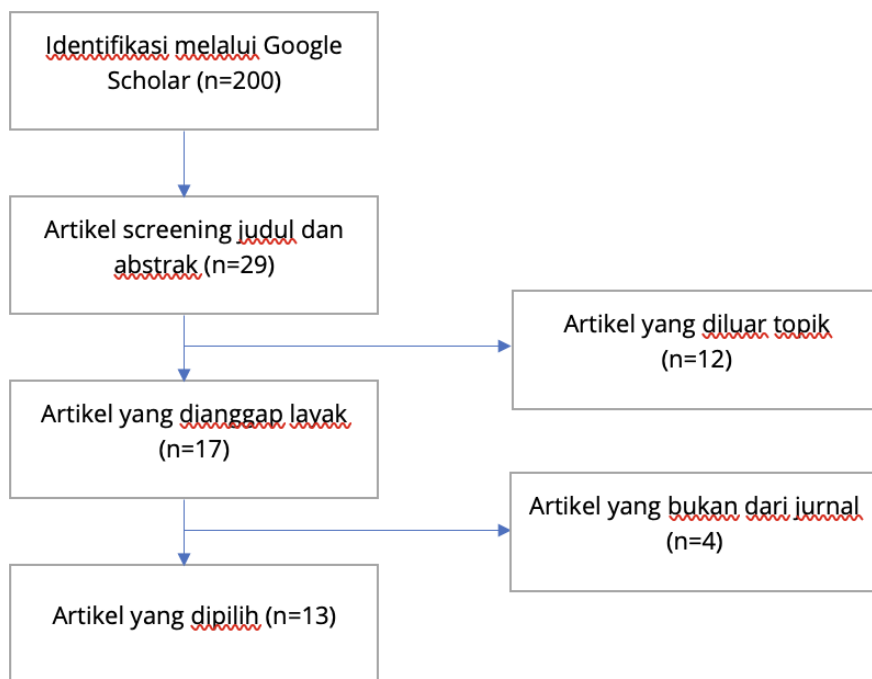 Identifikasi melalui Google
Scholar (n=200)
Artikel screening judul dan
abstrak (n=29)
Artikel yang diluar topik
(n=12)
Artikel yang dianggap layak
(n=17)
Artikel yang bukan dari jurnal
(n=4)
Artikel yang dipilih (n=13)